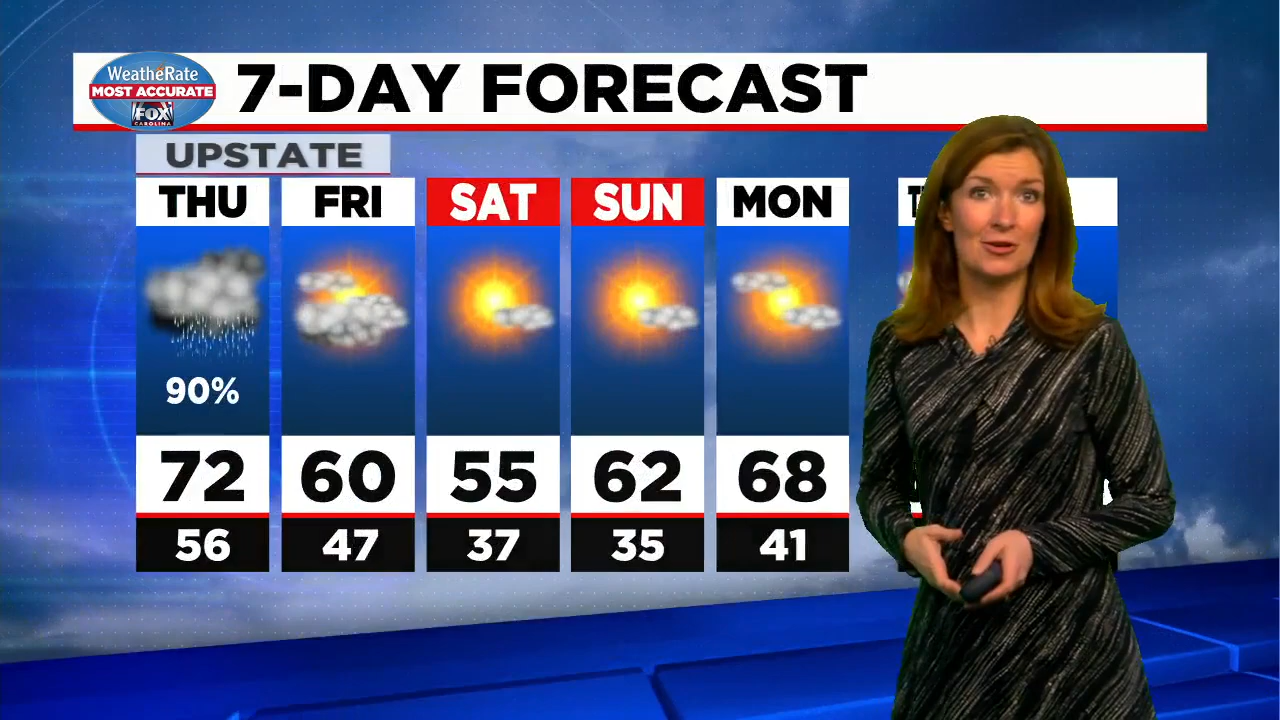 WeatheRate
MOST ACCURATE
FOX
CAROLINA
7-DAY FORECAST
UPSTATE
THU FRI SAT SUN MON
90%
72 60 55 62 68
56 47 37 35 41